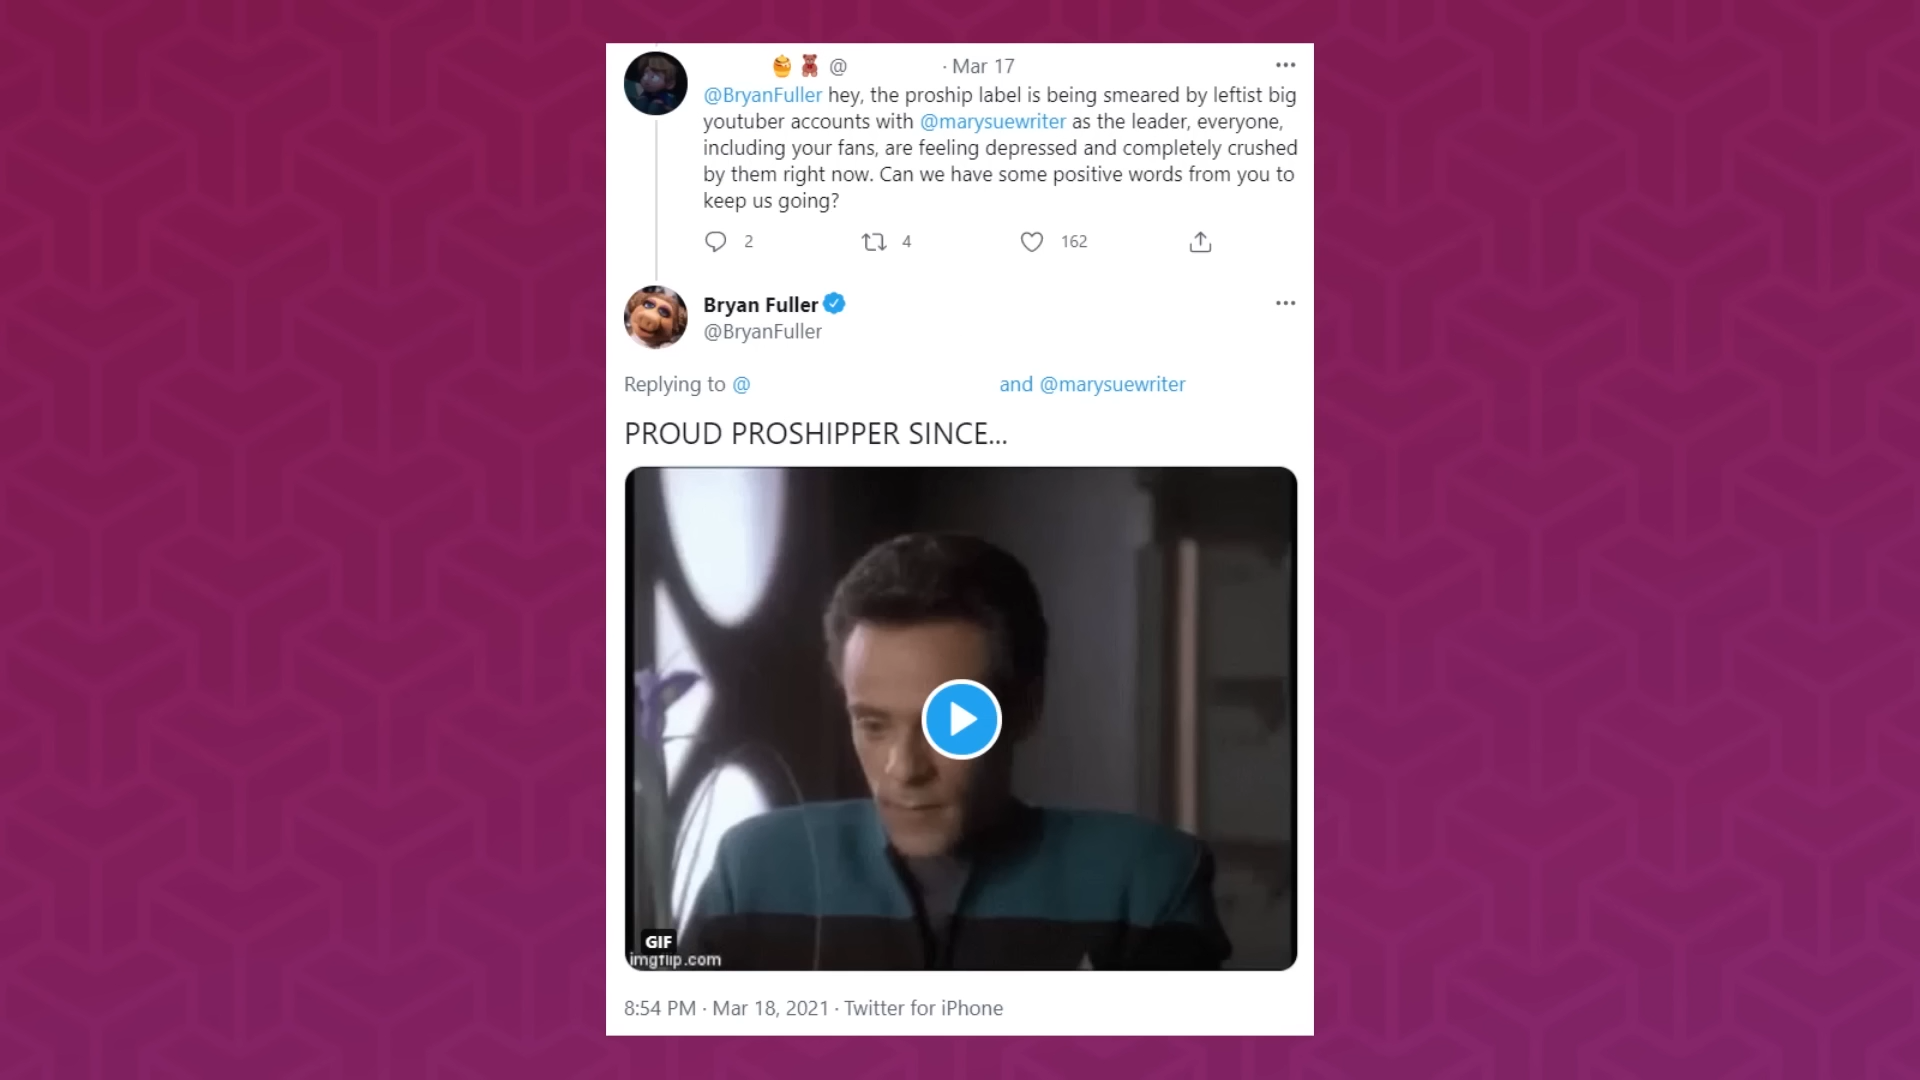 🍯🧸 @ · Mar 17
@BryanFuller hey, the proship label is being smeared by leftist big
youtuber accounts with @marysuewriter as the leader, everyone,
including your fans, are feeling depressed and completely crushed
by them right now. Can we have some positive words from you to
keep us going?
2 4 162
Bryan Fuller
@BryanFuller
Replying to @ and @marysuewriter
PROUD PROSHIPPER SINCE...
GIF
imgflip.com
8:54 PM · Mar 18, 2021 · Twitter for iPhone